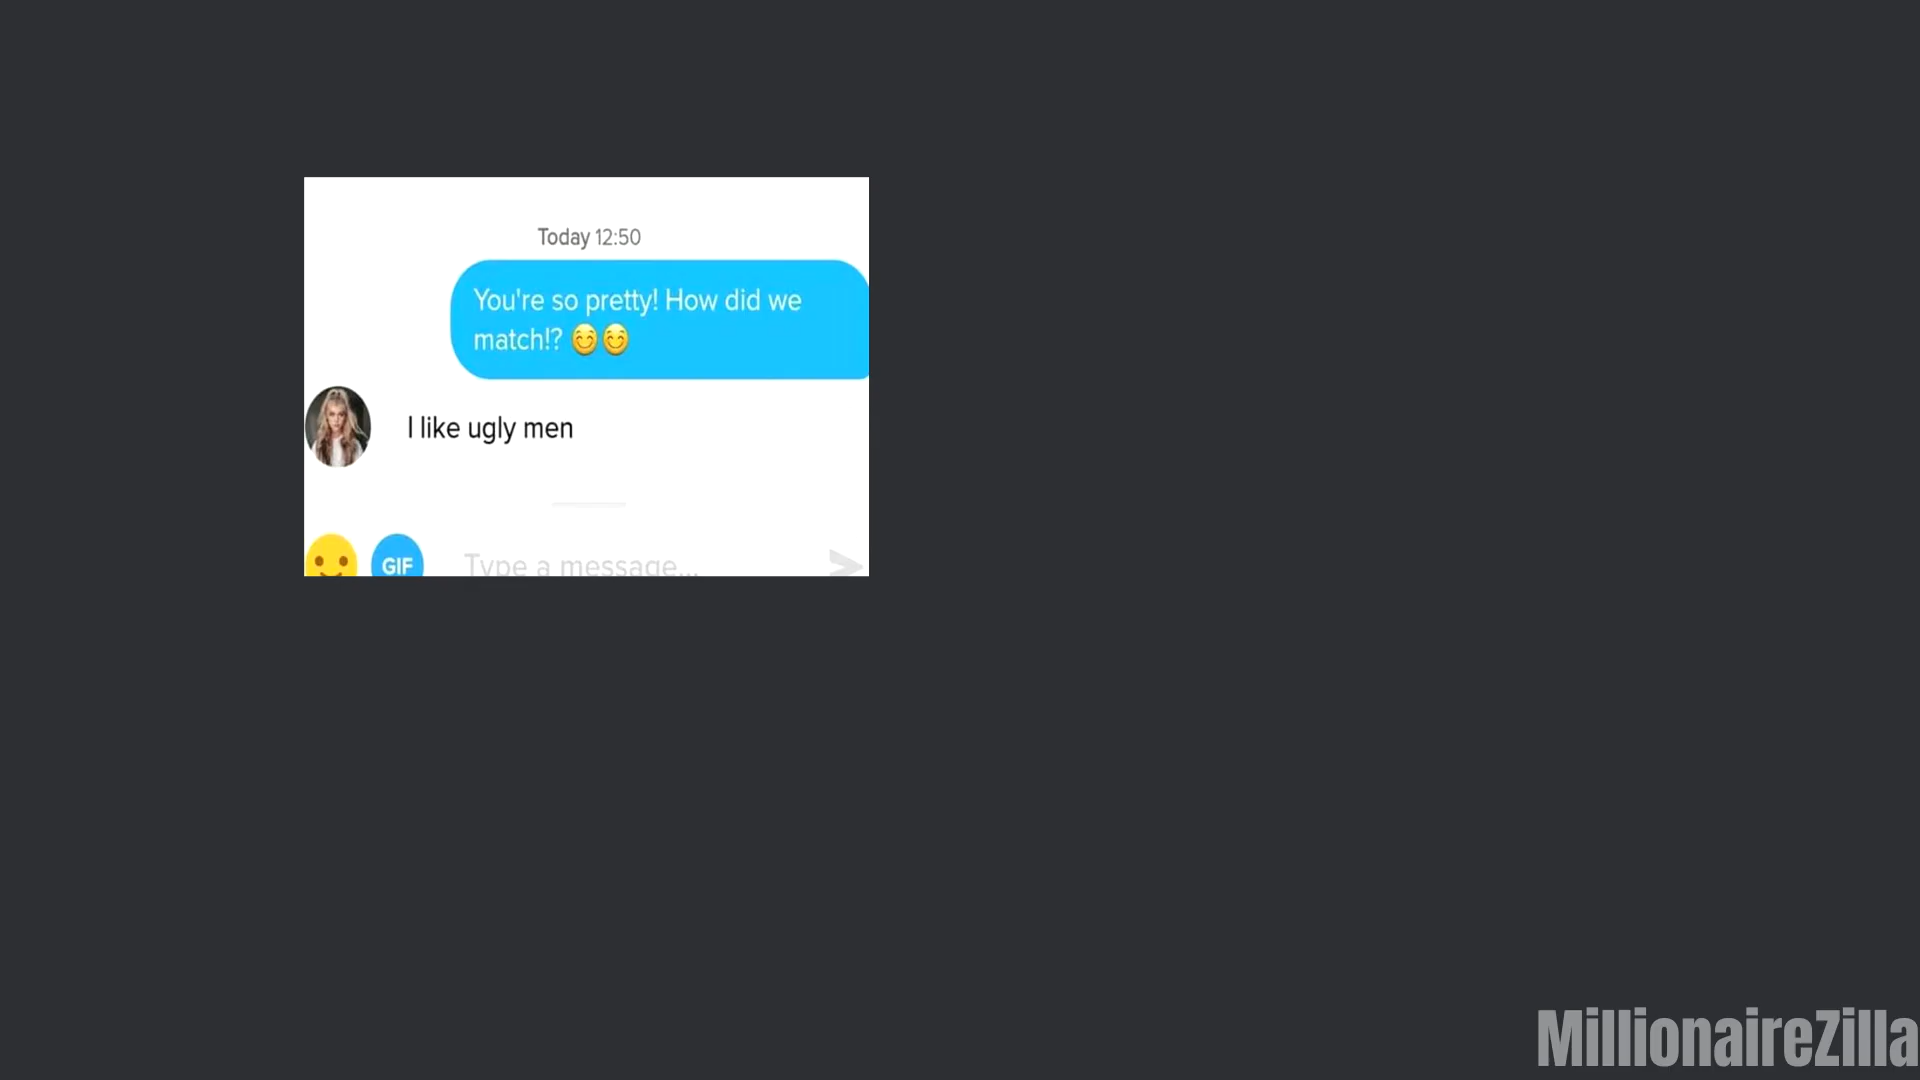 Today 12:50
You're so pretty! How did we
match!? 😊😊
I like ugly men
GIF
Type a message...
MillionaireZilla